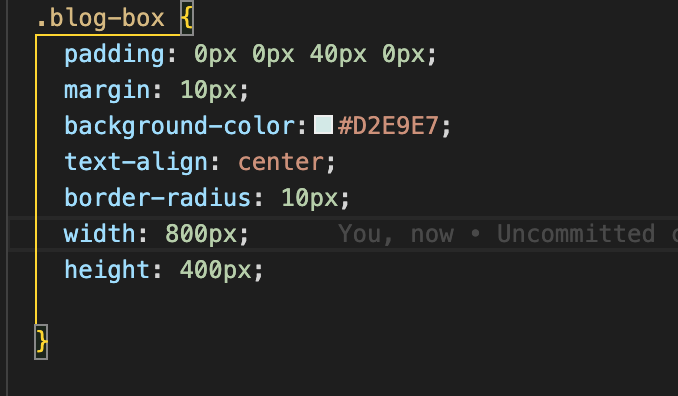 .blog-box {
padding: 0px 0px 40px 0px;
margin: 10px;
background-color: #D2E9E7;
text-align: center;
border-radius: 10px;
width: 800px; You, now • Uncommitted
height: 400px;
}